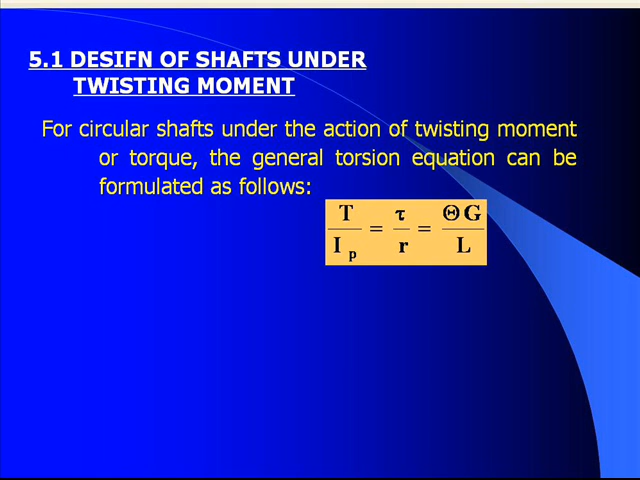 5.1 DESIFN OF SHAFTS UNDER
TWISTING MOMENT
For circular shafts under the action of twisting moment
or torque, the general torsion equation can be
formulated as follows:
T / I p = τ / r = Θ G / L